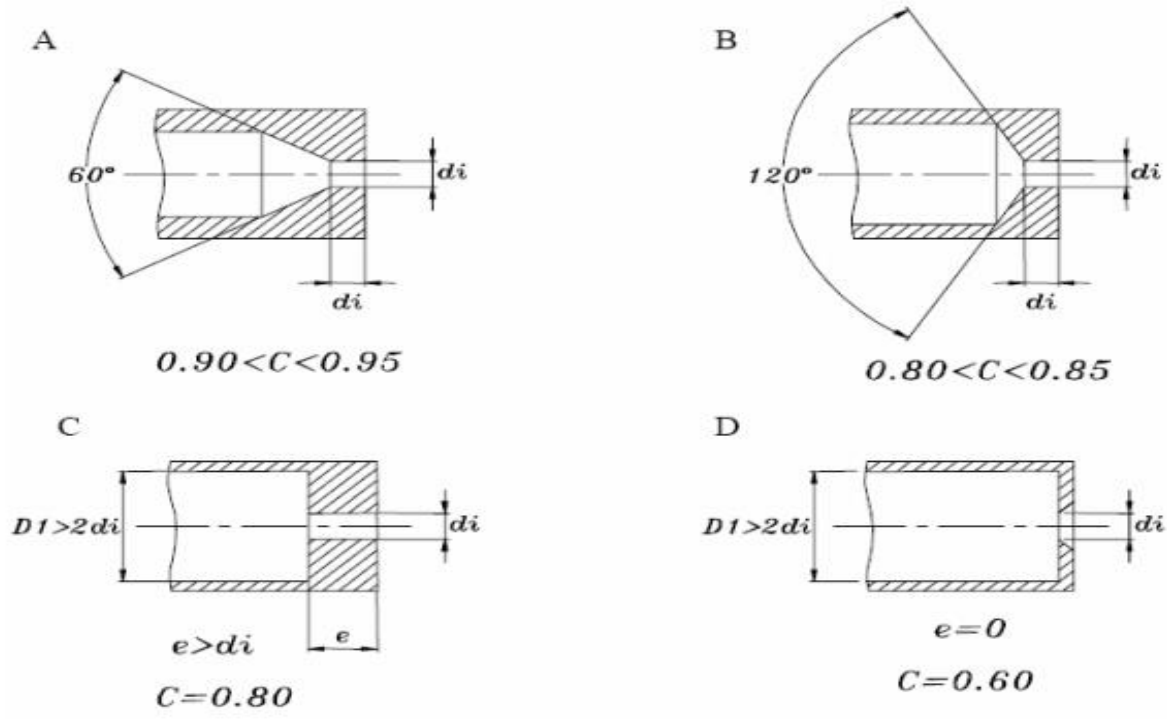 A
60°
di
di
0.90<C<0.95
B
120°
di
di
0.80<C<0.85
C
D1>2di
di
e>di
e
C=0.80
D
D1>2di
di
e=0
C=0.60